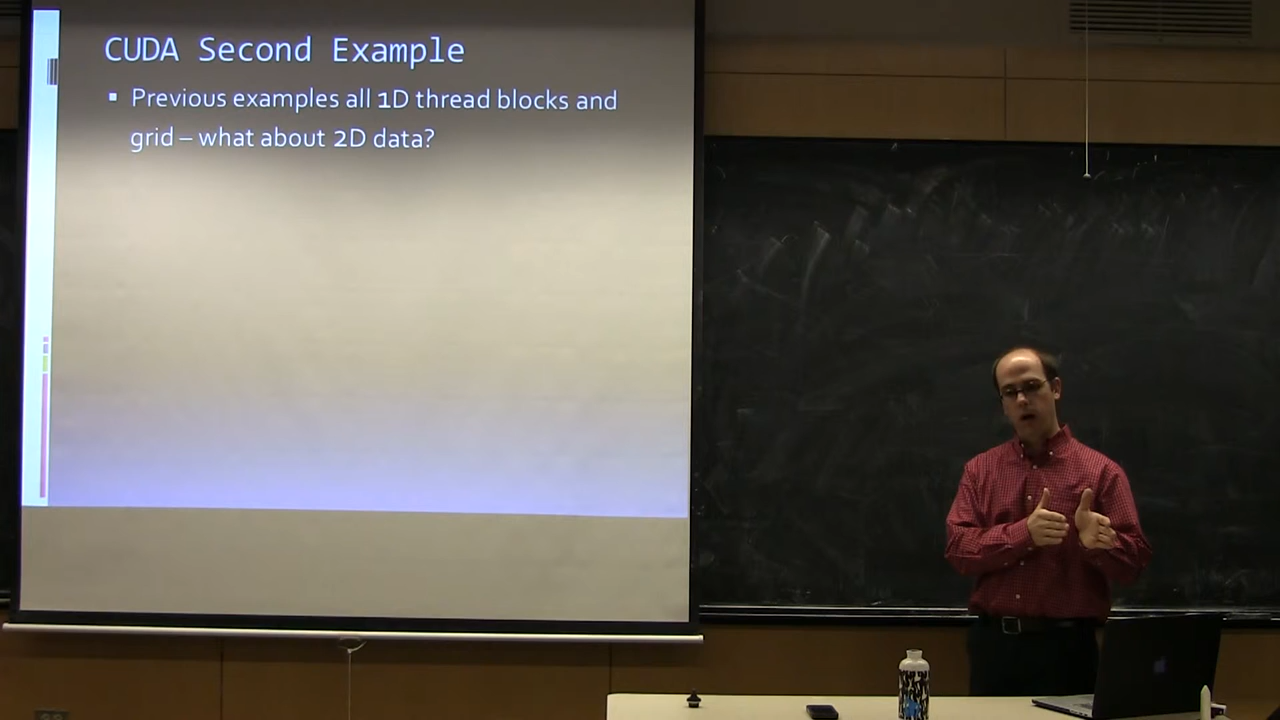 CUDA Second Example
▪ Previous examples all 1D thread blocks and
grid – what about 2D data?